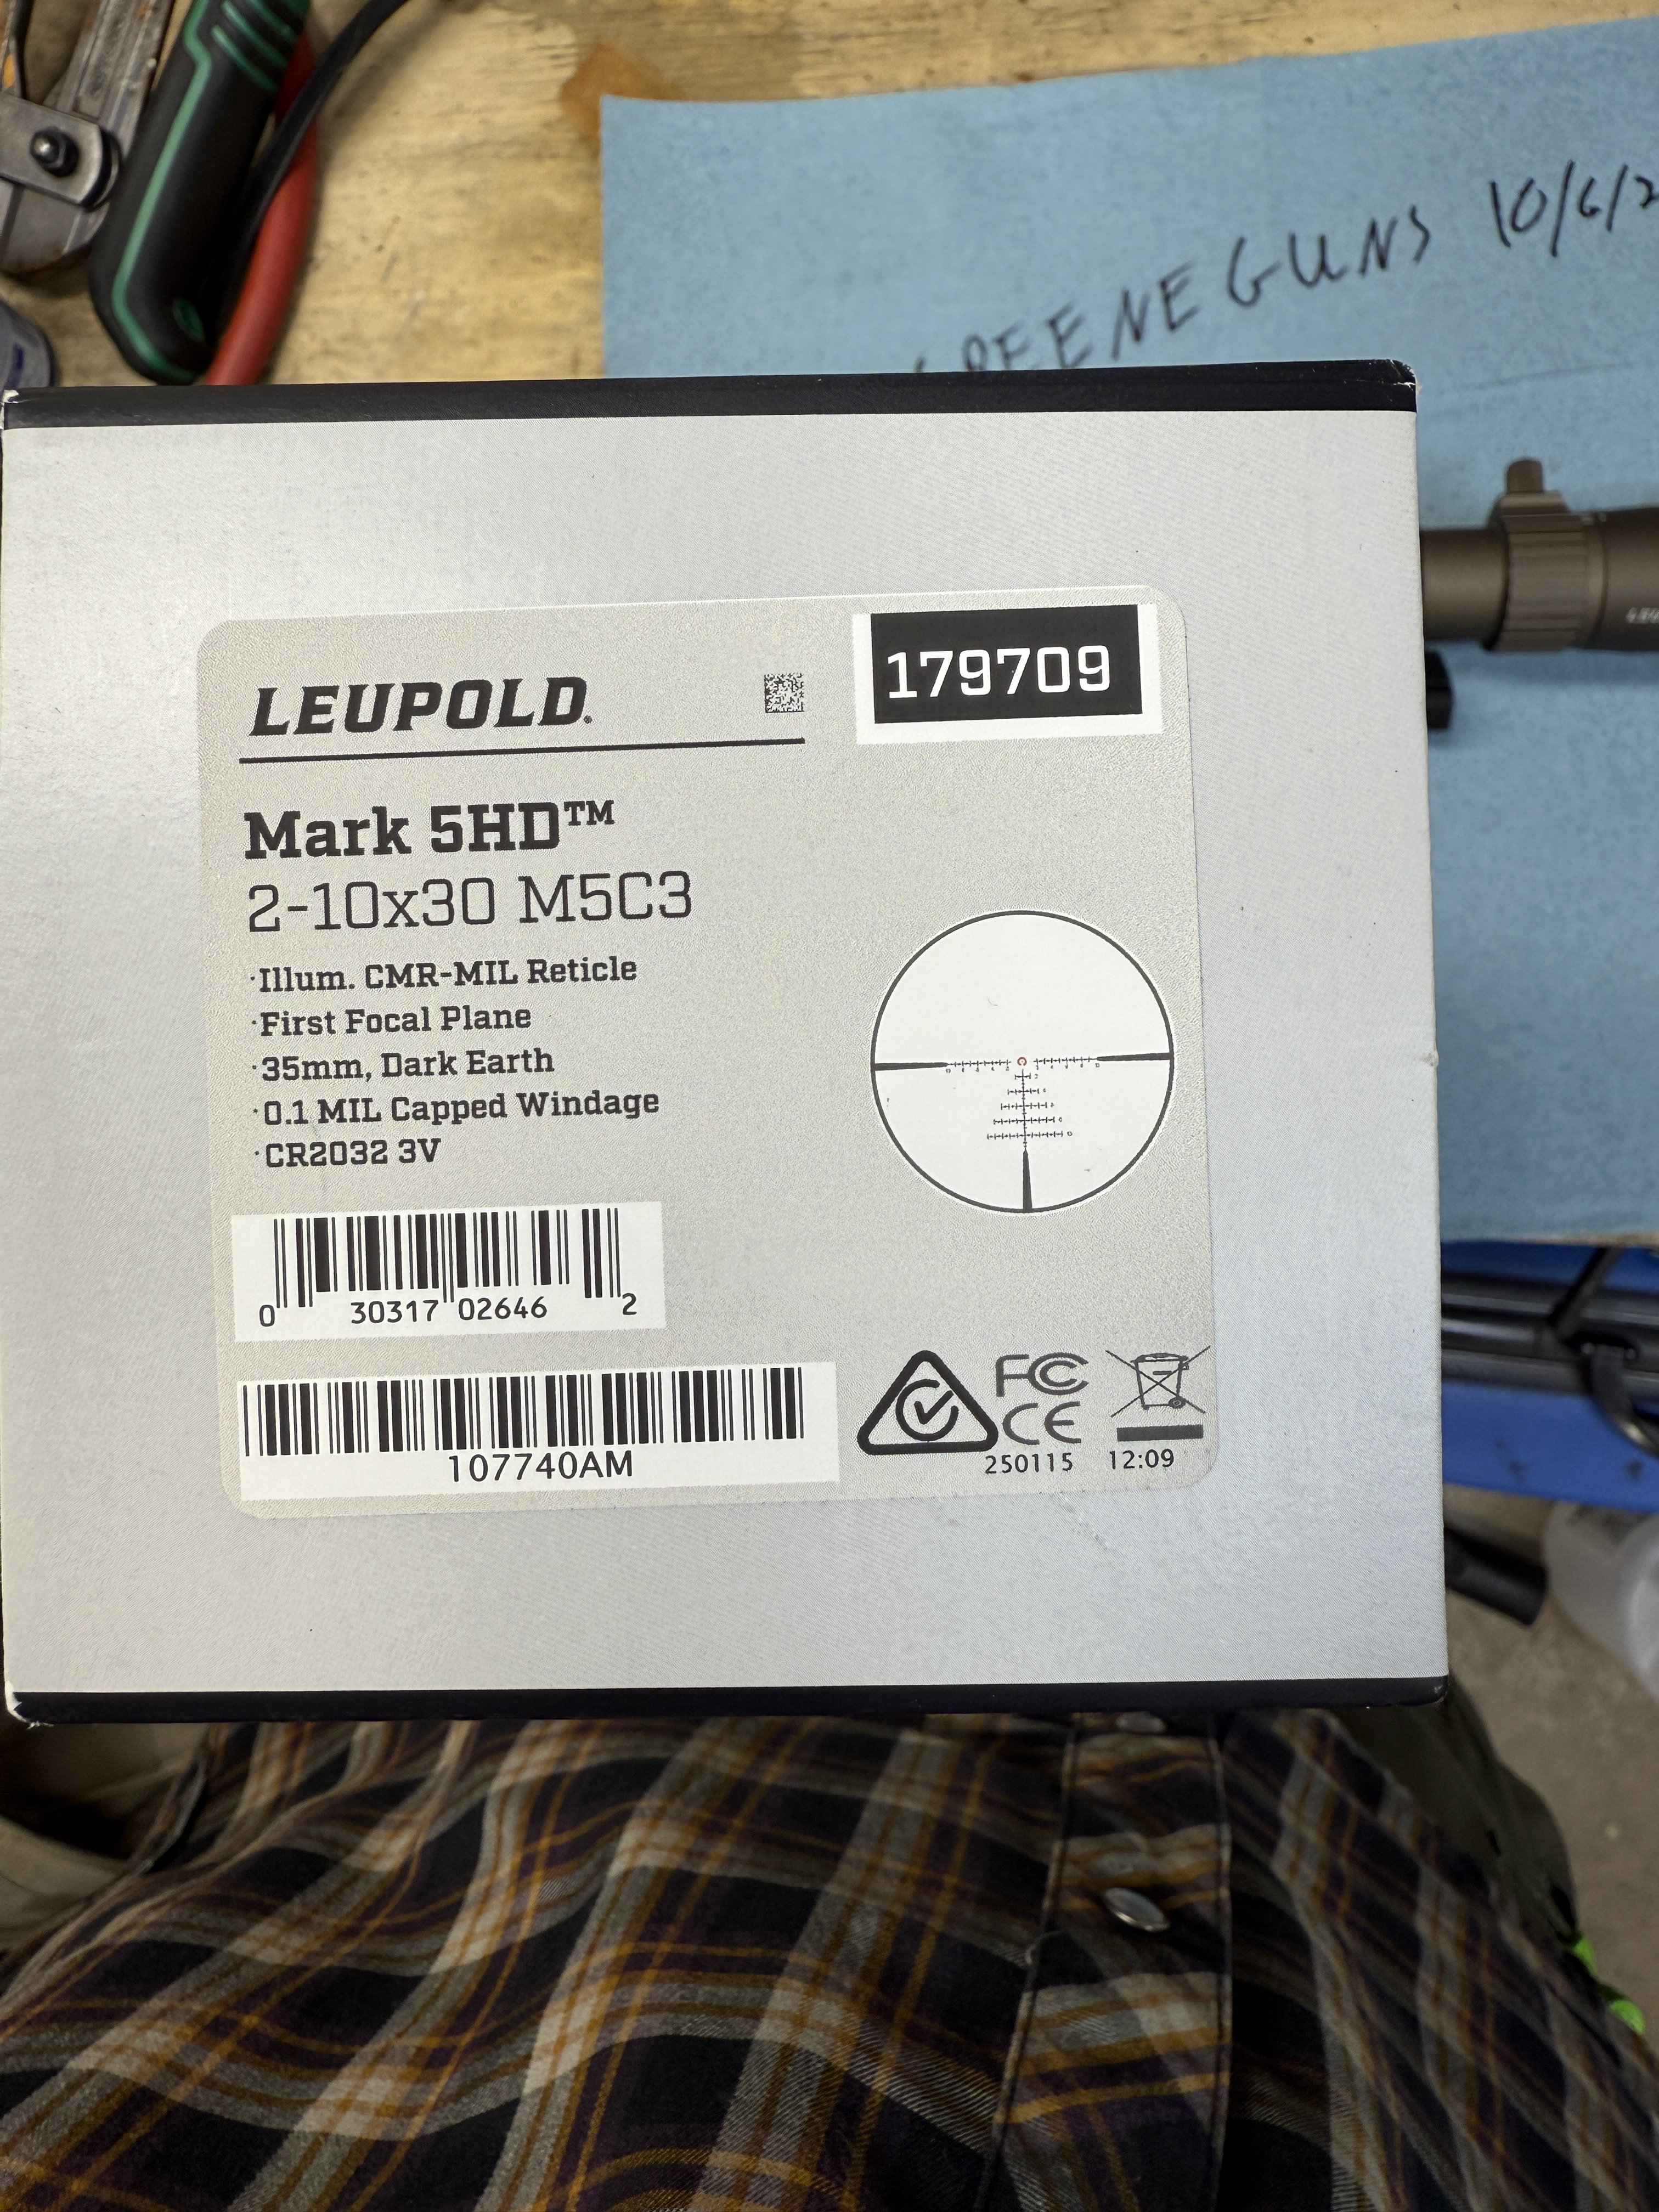 GUNS 10/6/2
LEUPOLD®
179709
Mark 5HD™
2-10x30 M5C3
·Illum. CMR-MIL Reticle
·First Focal Plane
·35mm, Dark Earth
·0.1 MIL Capped Windage
·CR2032 3V
0 30317 02646 2
107740AM
FC
CE
250115 12:09